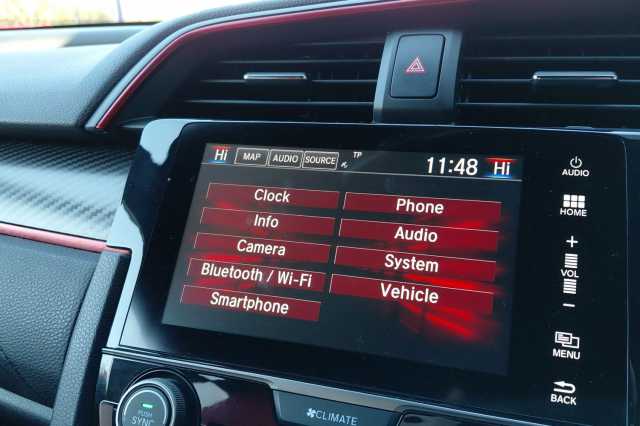 Hi MAP AUDIO SOURCE TP 11:48 Hi
Clock
Info
Camera
Bluetooth / Wi-Fi
Smartphone
Phone
Audio
System
Vehicle
AUDIO
HOME
+
VOL
−
MENU
BACK
PUSH
SYNC
CLIMATE